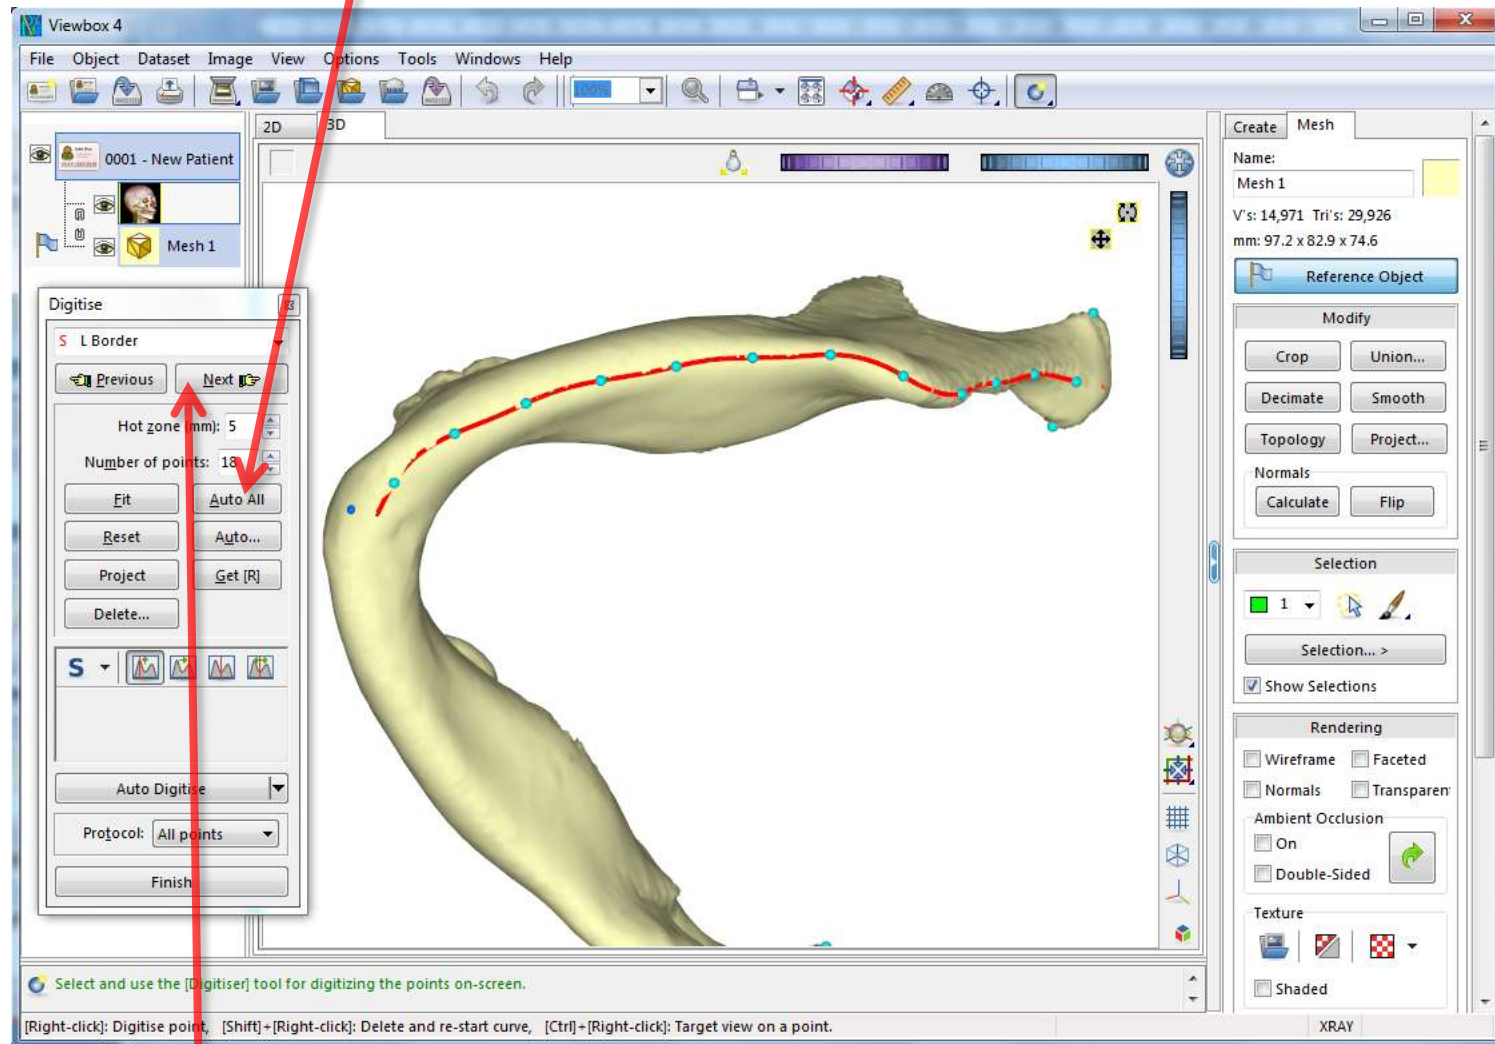 Viewbox 4
File Object Dataset Image View Options Tools Windows Help
100%
2D 3D
0001 - New Patient
Mesh 1
Digitise
S L Border
Previous Next
Hot zone (mm): 5
Number of points: 18
Fit Auto All
Reset Auto...
Project Get [R]
Delete...
S
Auto Digitise
Protocol: All points
Finish
Create Mesh
Name:
Mesh 1
V's: 14,971 Tri's: 29,926
mm: 97.2 x 82.9 x 74.6
Reference Object
Modify
Crop Union...
Decimate Smooth
Topology Project...
Normals
Calculate Flip
Selection
1
Selection... >
Show Selections
Rendering
Wireframe Faceted
Normals Transparen
Ambient Occlusion
On
Double-Sided
Texture
Shaded
Select and use the [Digitiser] tool for digitizing the points on-screen.
[Right-click]: Digitise point, [Shift]+[Right-click]: Delete and re-start curve, [Ctrl]+[Right-click]: Target view on a point.
XRAY